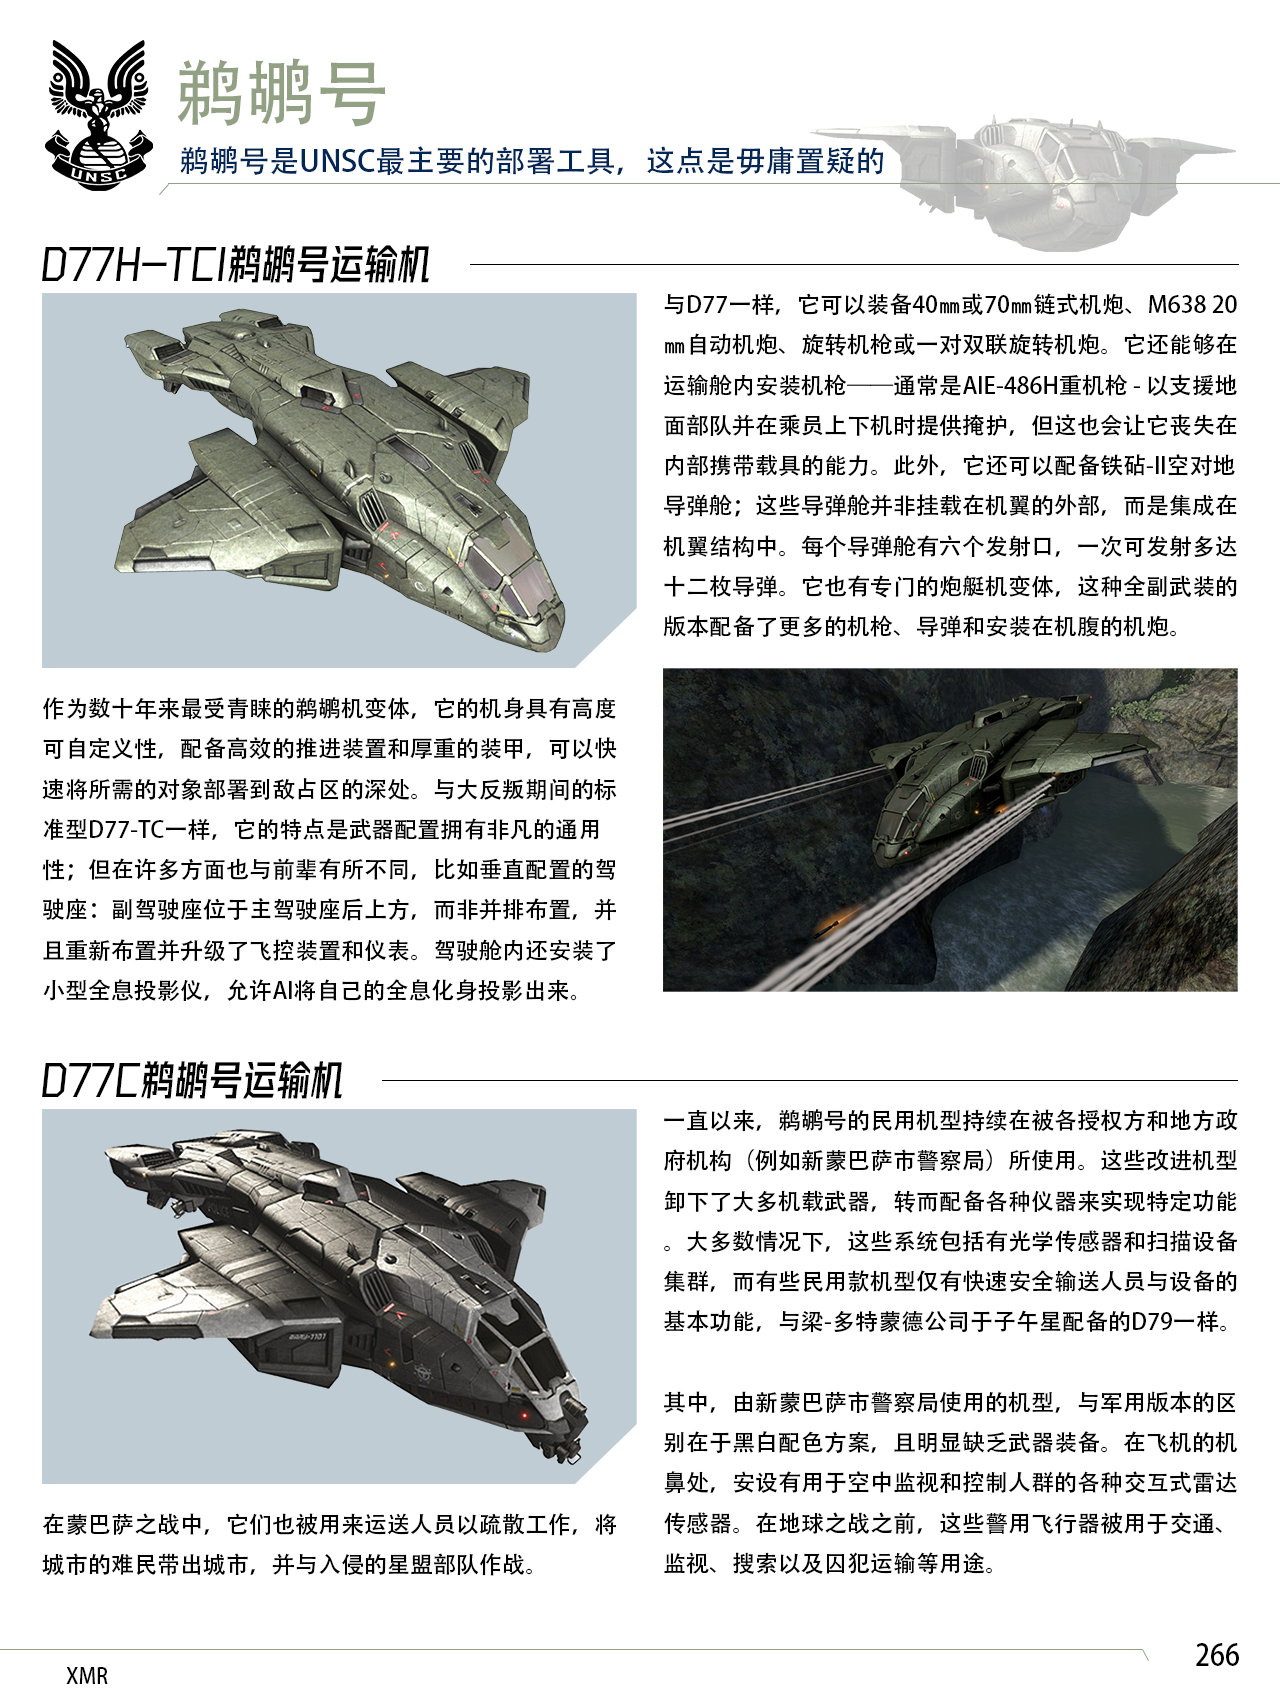 UNSC
鹈鹕号
鹈鹕号是UNSC最主要的部署工具，这点是毋庸置疑的
D77H-TCI鹈鹕号运输机
作为数十年来最受青睐的鹈鹕机变体，它的机身具有高度
可自定义性，配备高效的推进装置和厚重的装甲，可以快
速将所需的对象部署到敌占区的深处。与大反叛期间的标
准型D77-TC一样，它的特点是武器配置拥有非凡的通用
性；但在许多方面也与前辈有所不同，比如垂直配置的驾
驶座：副驾驶座位于主驾驶座后上方，而非并排布置，并
且重新布置并升级了飞控装置和仪表。驾驶舱内还安装了
小型全息投影仪，允许AI将自己的全息化身投影出来。
与D77一样，它可以装备40㎜或70㎜链式机炮、M638 20
㎜自动机炮、旋转机枪或一对双联旋转机炮。它还能够在
运输舱内安装机枪——通常是AIE-486H重机枪 - 以支援地
面部队并在乘员上下机时提供掩护，但这也会让它丧失在
内部携带载具的能力。此外，它还可以配备铁砧-II空对地
导弹舱；这些导弹舱并非挂载在机翼的外部，而是集成在
机翼结构中。每个导弹舱有六个发射口，一次可发射多达
十二枚导弹。它也有专门的炮艇机变体，这种全副武装的
版本配备了更多的机枪、导弹和安装在机腹的机炮。
D77C鹈鹕号运输机
在蒙巴萨之战中，它们也被用来运送人员以疏散工作，将
城市的难民带出城市，并与入侵的星盟部队作战。
一直以来，鹈鹕号的民用机型持续在被各授权方和地方政
府机构（例如新蒙巴萨市警察局）所使用。这些改进机型
卸下了大多机载武器，转而配备各种仪器来实现特定功能
。大多数情况下，这些系统包括有光学传感器和扫描设备
集群，而有些民用款机型仅有快速安全输送人员与设备的
基本功能，与梁-多特蒙德公司于子午星配备的D79一样。
其中，由新蒙巴萨市警察局使用的机型，与军用版本的区
别在于黑白配色方案，且明显缺乏武器装备。在飞机的机
鼻处，安设有用于空中监视和控制人群的各种交互式雷达
传感器。在地球之战之前，这些警用飞行器被用于交通、
监视、搜索以及囚犯运输等用途。
XMR
266